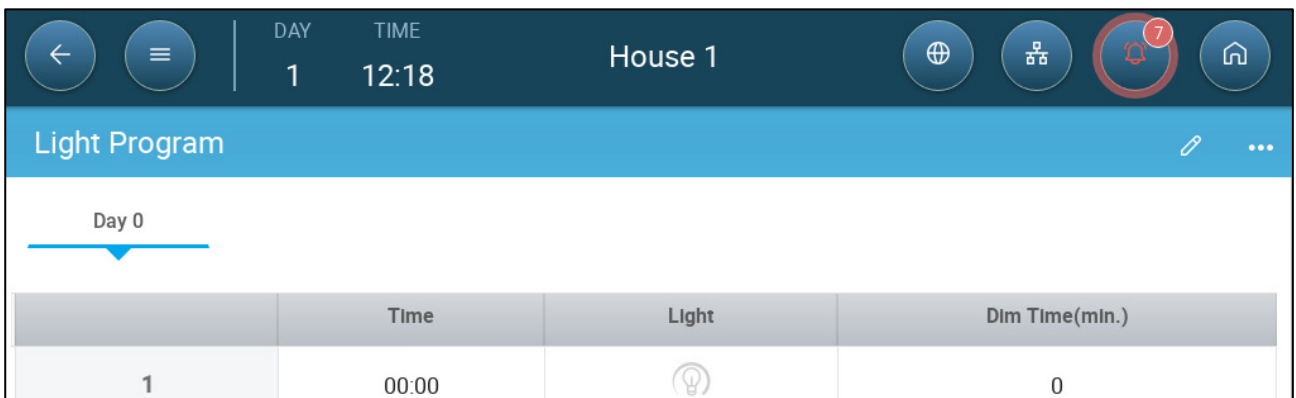 DAY TIME 7
1 12:18 House 1
Light Program
Day 0
Time Light Dim Time(min.)
1 00:00 0